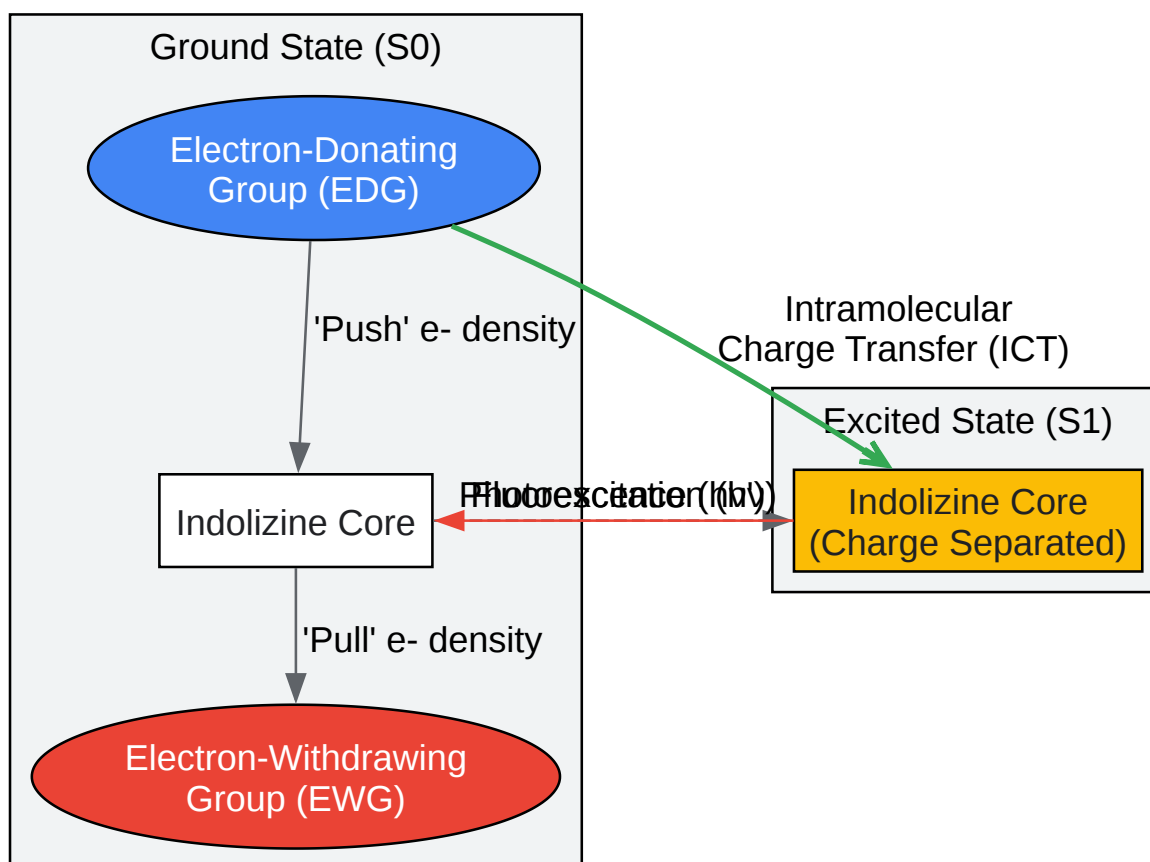 Ground State (S0)
Electron-Donating
Group (EDG)
'Push' e- density
Intramolecular
Charge Transfer (ICT)
Excited State (S1)
Indolizine Core
Indolizine Core
(Charge Separated)
'Pull' e- density
Electron-Withdrawing
Group (EWG)